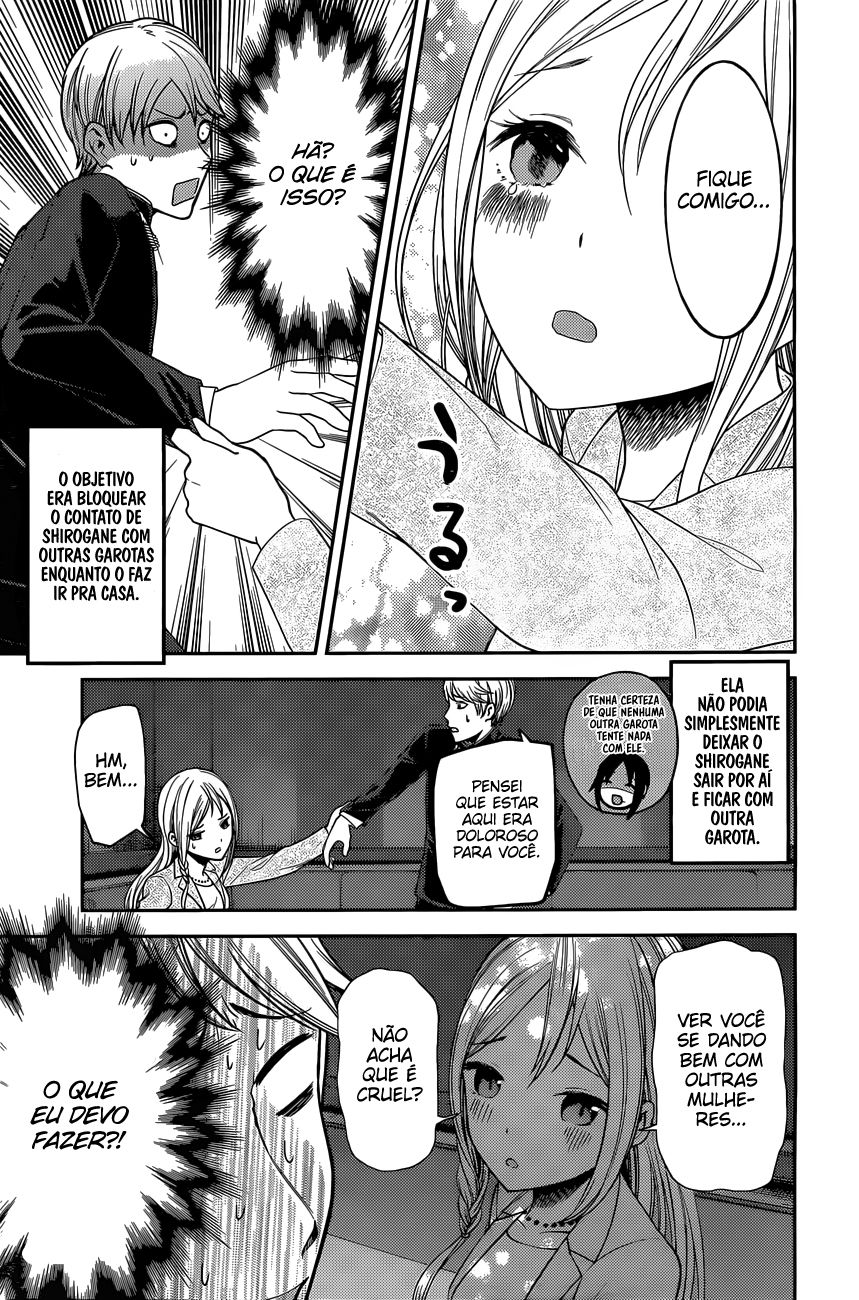 FIQUE
COMIGO...
うるっ
HÃ?
O QUE É
ISSO?
O OBJETIVO
ERA BLOQUEAR
O CONTATO DE
SHIROGANE COM
OUTRAS GAROTAS
ENQUANTO O FAZ
IR PRA CASA.
ELA
NÃO PODIA
SIMPLESMENTE
DEIXAR O
SHIROGANE
SAIR POR AÍ
E FICAR COM
OUTRA
GAROTA.
TENHA CERTEZA
DE QUE NENHUMA
OUTRA GAROTA
TENTE NADA
COM ELE.
PENSEI
QUE ESTAR
AQUI ERA
DOLOROSO
PARA VOCÊ.
HM,
BEM...
VER VOCÊ
SE DANDO
BEM COM
OUTRAS
MULHE-
RES...
NÃO
ACHA
QUE É
CRUEL?
O QUE
EU DEVO
FAZER?!